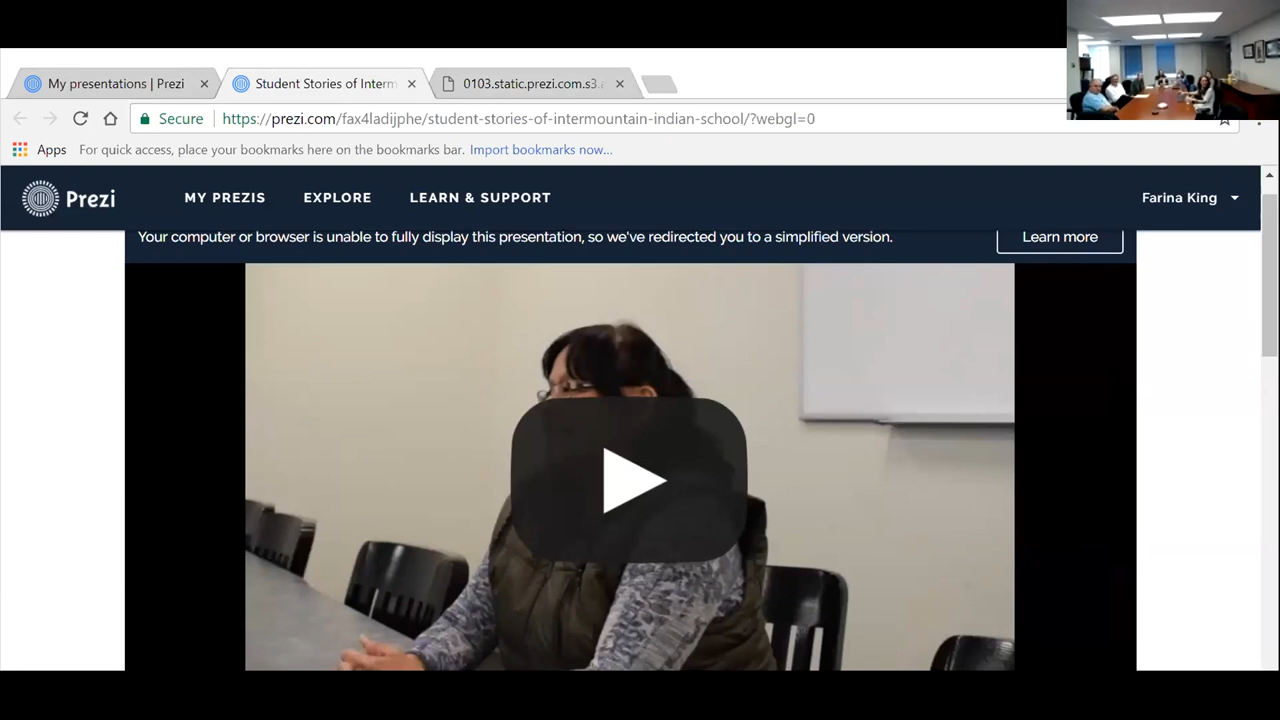 My presentations | Prezi
Student Stories of Interm
0103.static.prezi.com.s3.a
Secure https://prezi.com/fax4ladijphe/student-stories-of-intermountain-indian-school/?webgl=0
Apps For quick access, place your bookmarks here on the bookmarks bar. Import bookmarks now...
Prezi MY PREZIS EXPLORE LEARN & SUPPORT Farina King
Your computer or browser is unable to fully display this presentation, so we've redirected you to a simplified version. Learn more